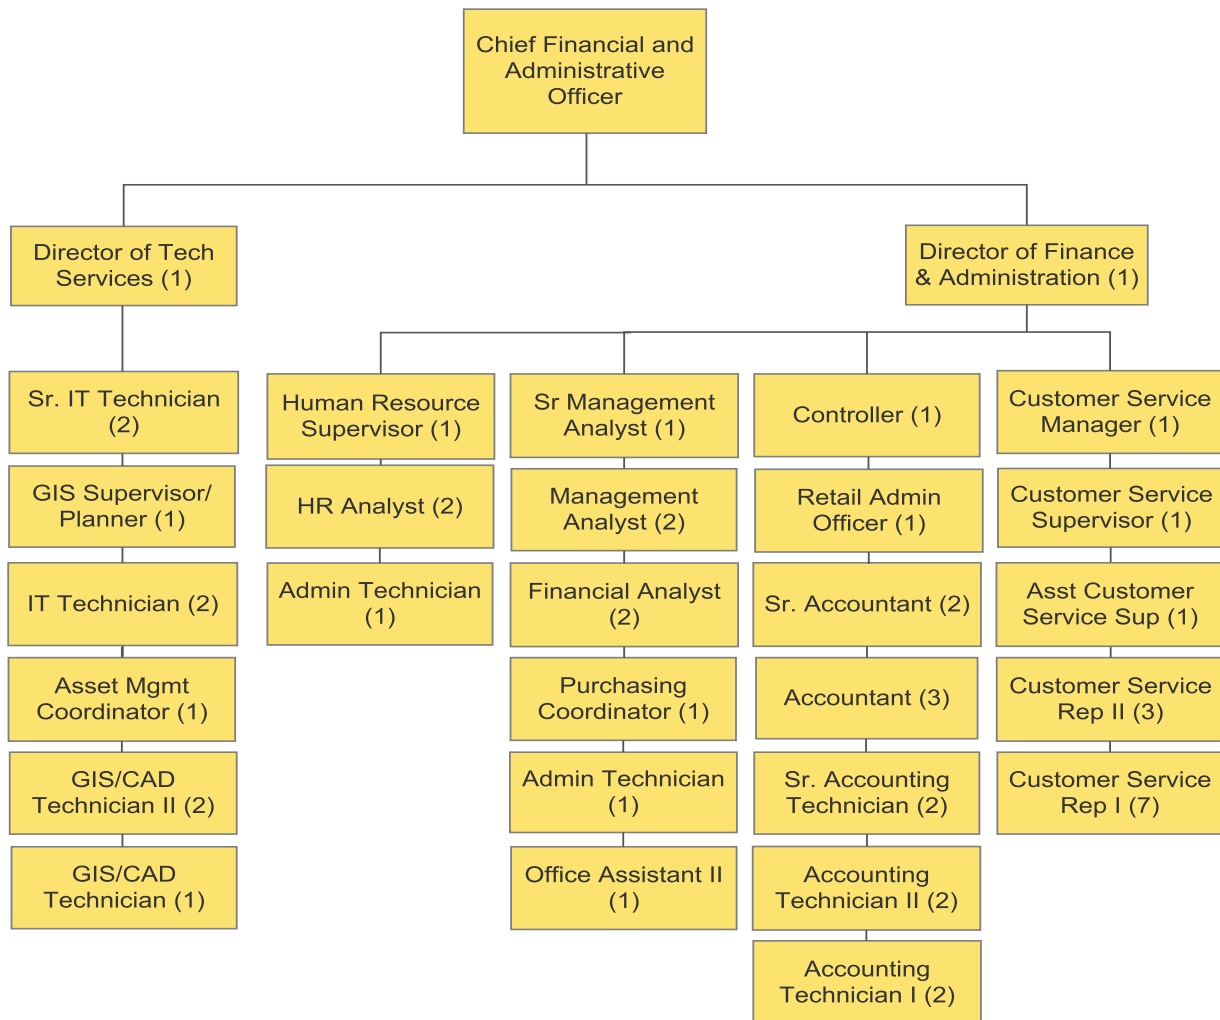 Chief Financial and
Administrative
Officer
Director of Tech
Services (1)
Director of Finance
& Administration (1)
Sr. IT Technician
(2)
GIS Supervisor/
Planner (1)
IT Technician (2)
Asset Mgmt
Coordinator (1)
GIS/CAD
Technician II (2)
GIS/CAD
Technician (1)
Human Resource
Supervisor (1)
HR Analyst (2)
Admin Technician
(1)
Sr Management
Analyst (1)
Management
Analyst (2)
Financial Analyst
(2)
Purchasing
Coordinator (1)
Admin Technician
(1)
Office Assistant II
(1)
Controller (1)
Retail Admin
Officer (1)
Sr. Accountant (2)
Accountant (3)
Sr. Accounting
Technician (2)
Accounting
Technician II (2)
Accounting
Technician I (2)
Customer Service
Manager (1)
Customer Service
Supervisor (1)
Asst Customer
Service Sup (1)
Customer Service
Rep II (3)
Customer Service
Rep I (7)